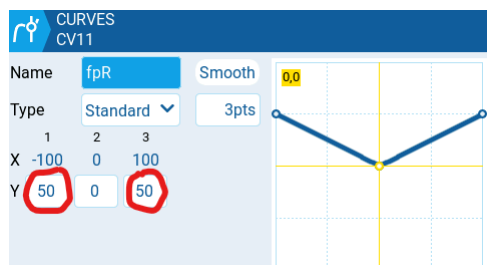 CURVES
CV11
Name fpR Smooth
Type Standard 3pts
1 2 3
X -100 0 100
Y 50 0 50
0,0